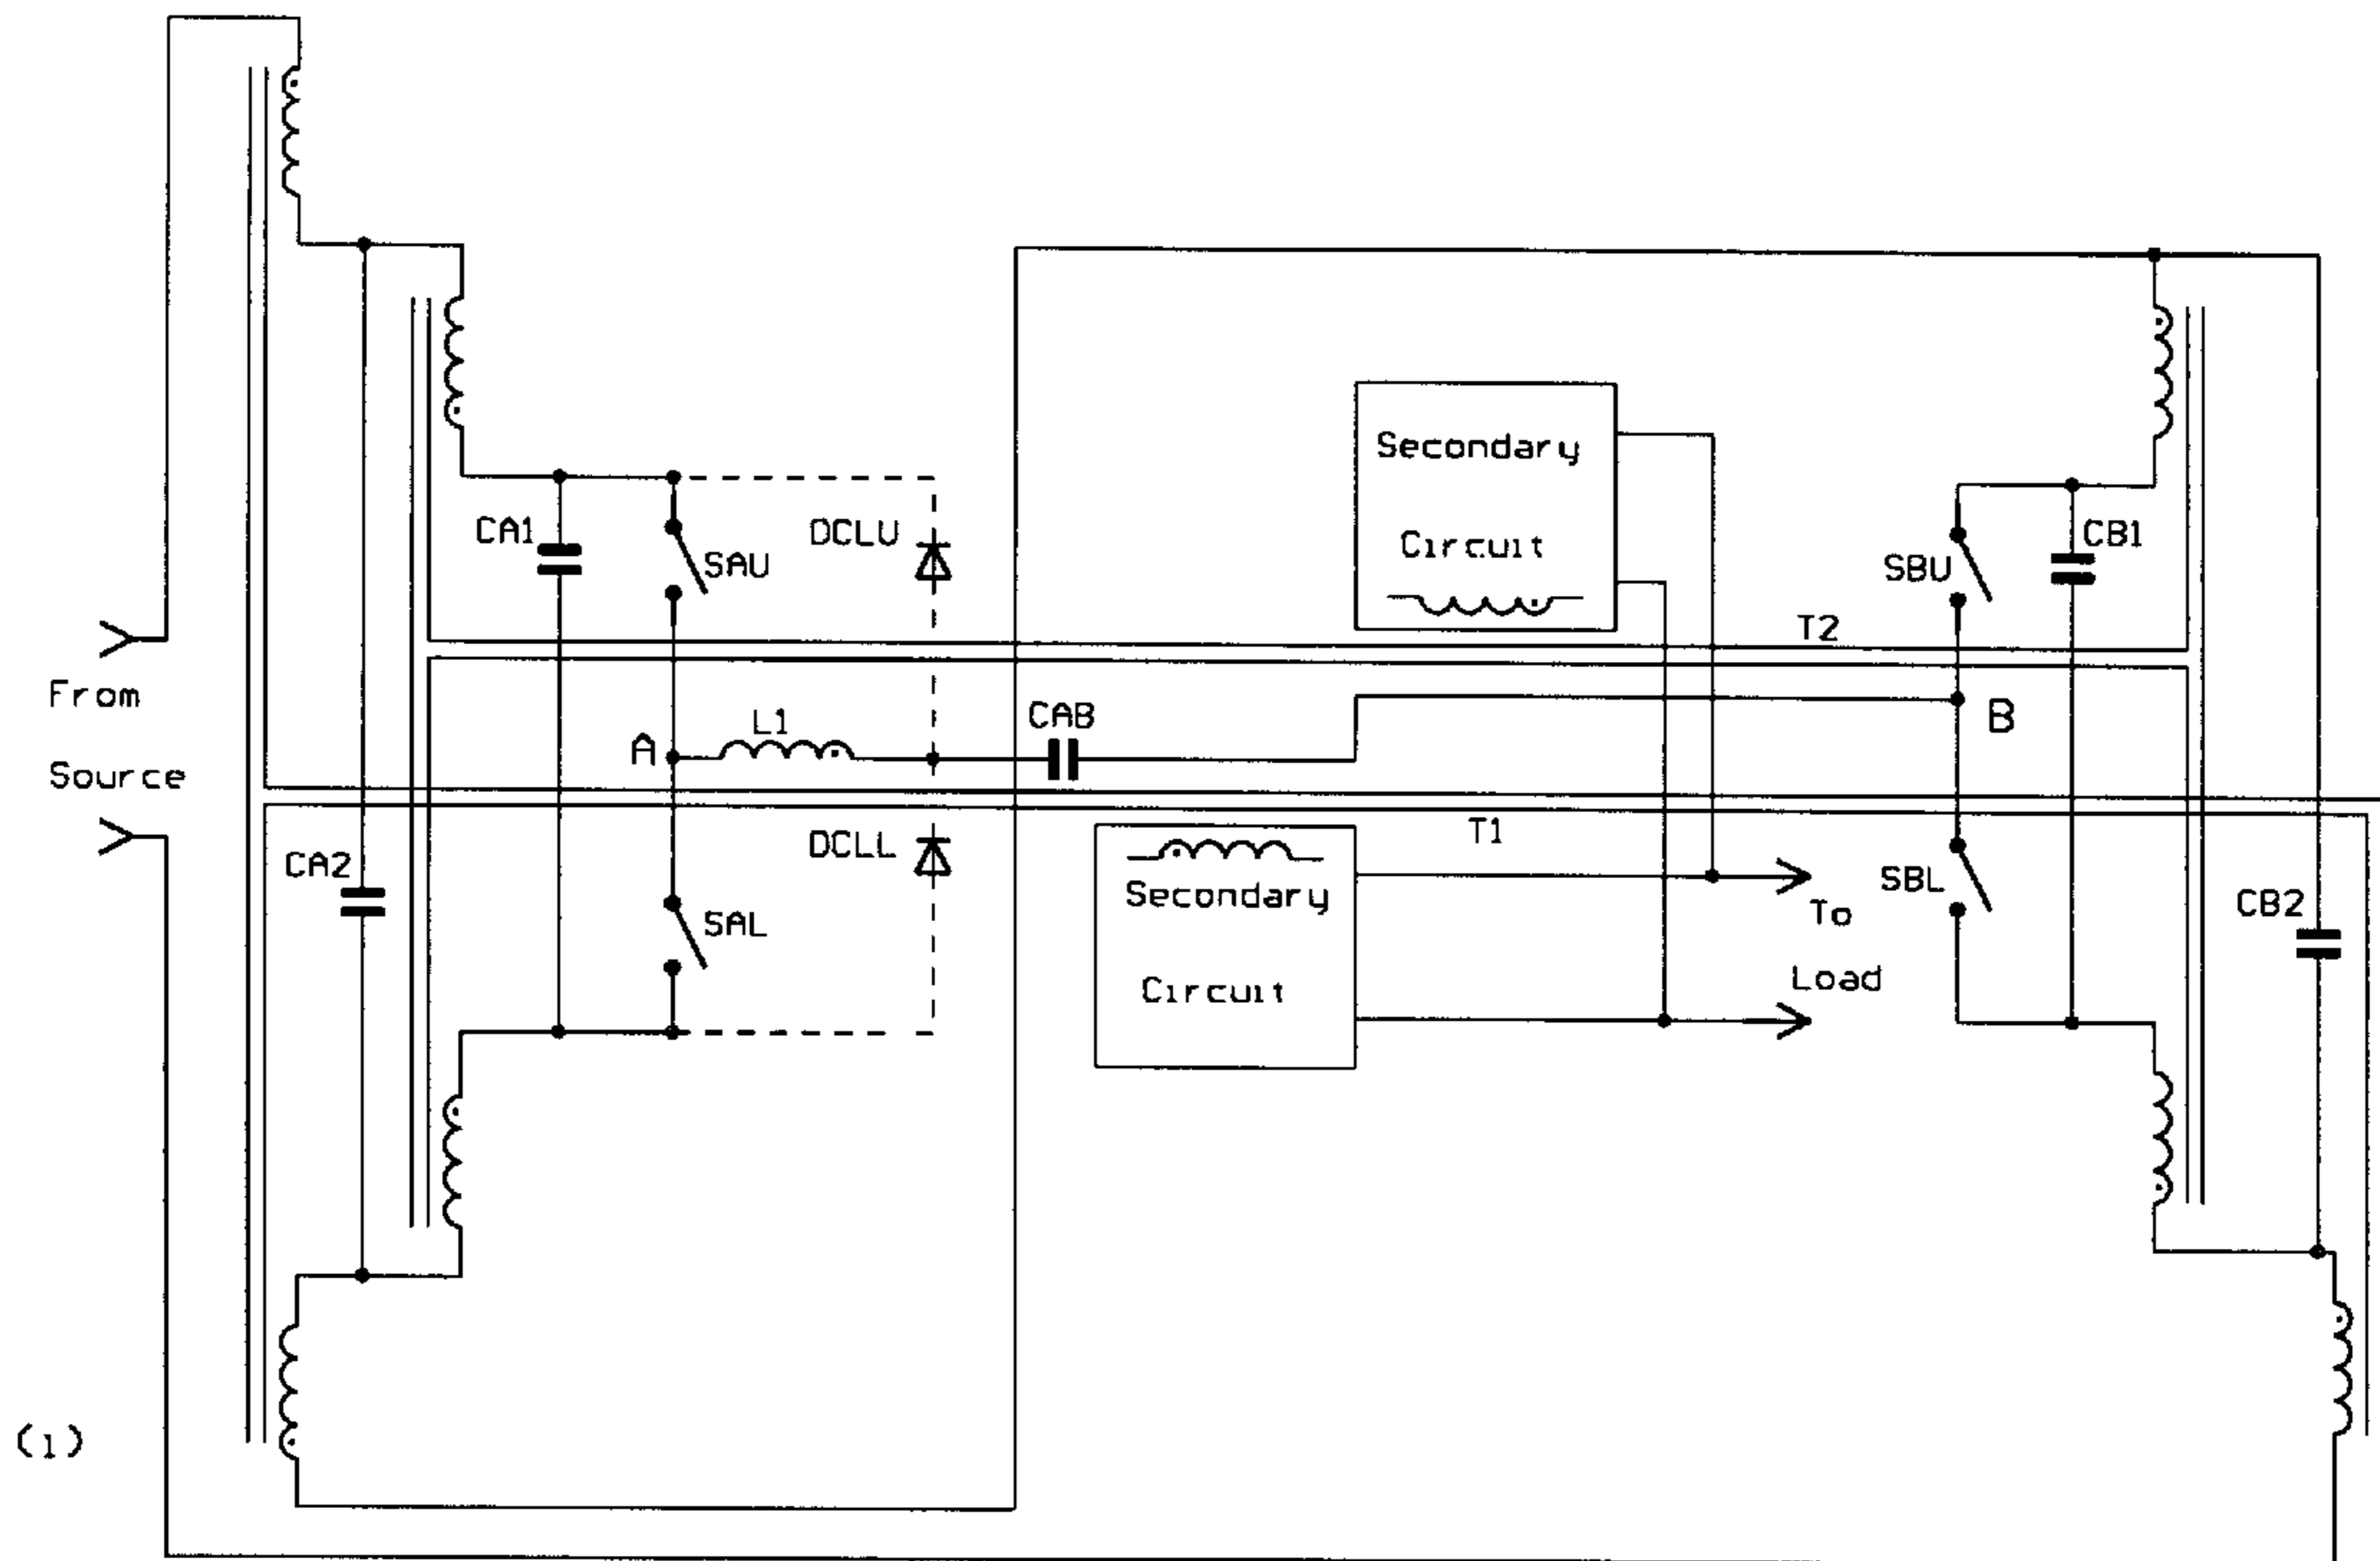 Secondary
Circuit
CA1
DCLU
SAU
CB1
SBU
T2
From
L1
CAB
A
B
Source
T1
DCLL
CA2
Secondary
SAL
SBL
To
CB2
Circuit
Load
(1)